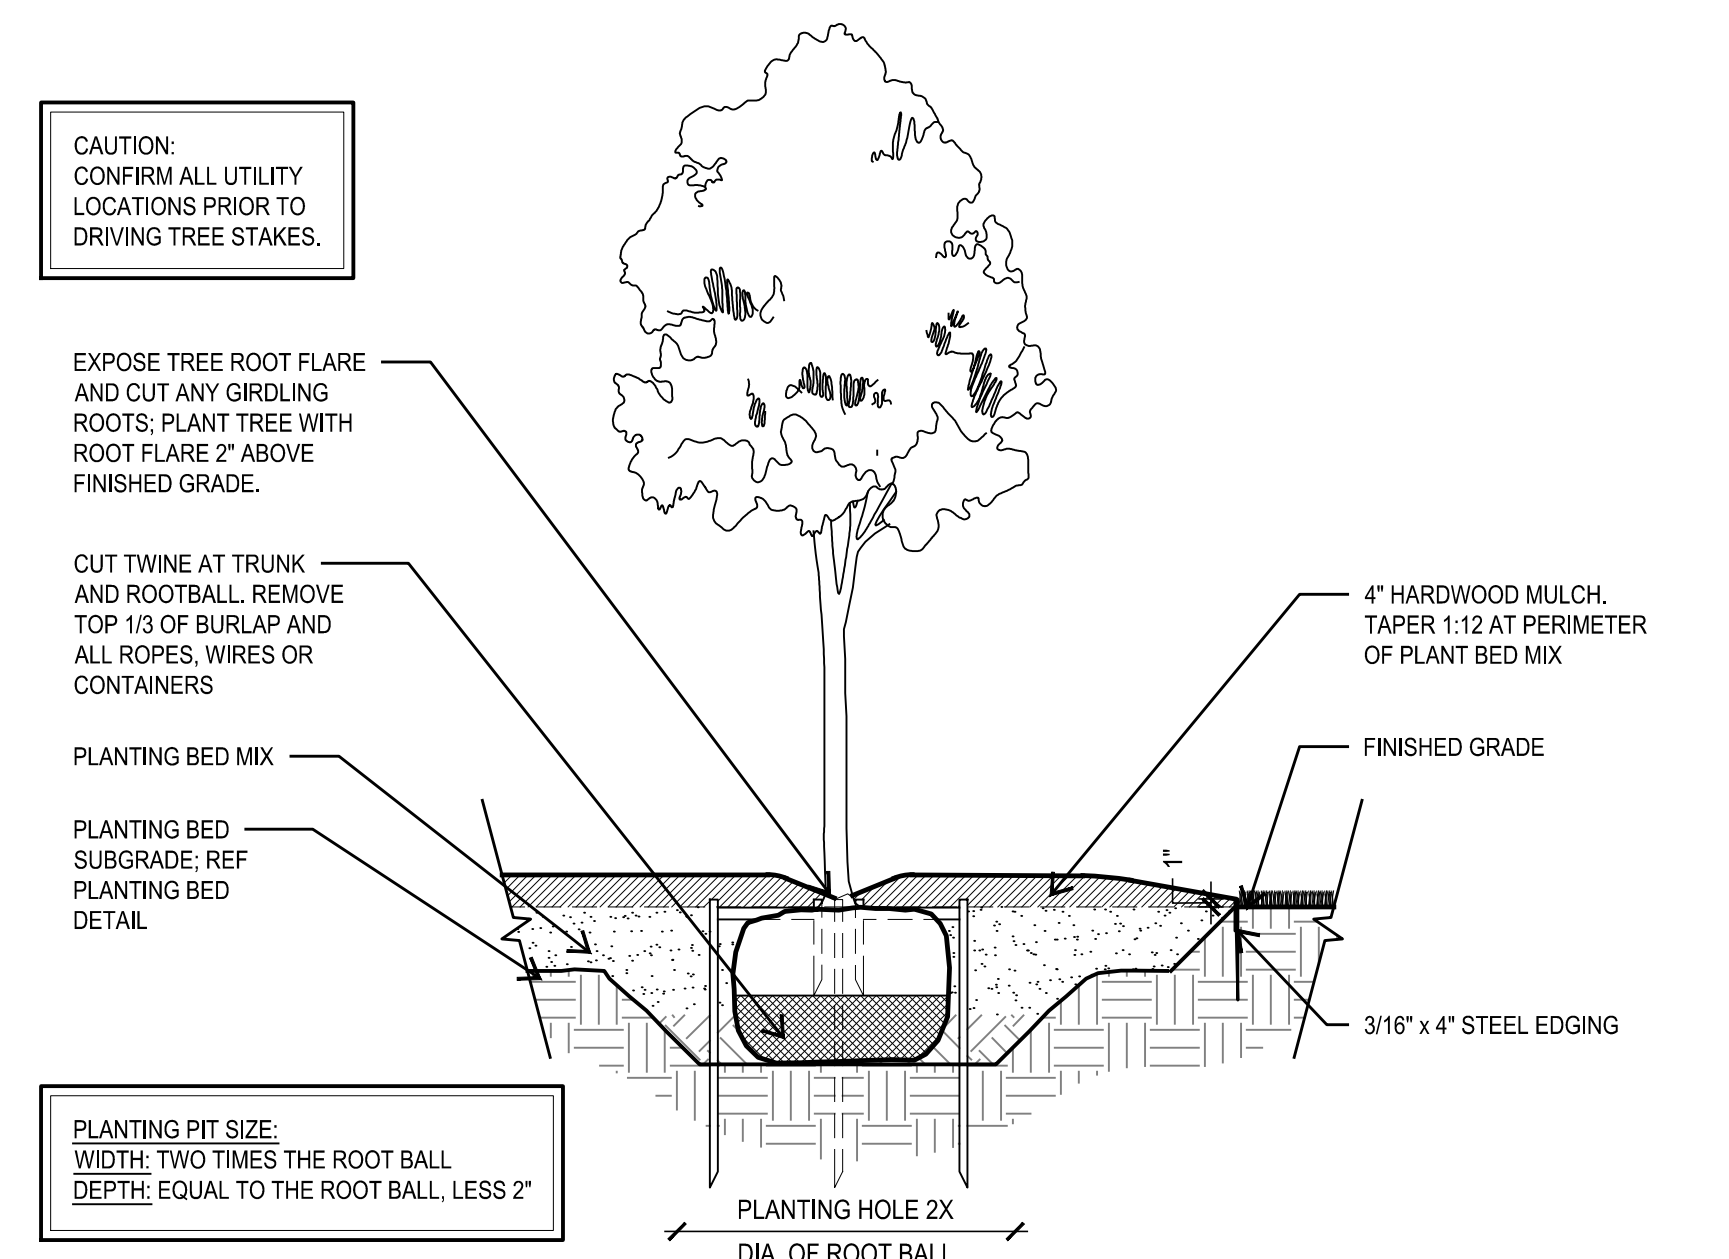 CAUTION:
CONFIRM ALL UTILITY
LOCATIONS PRIOR TO
DRIVING TREE STAKES.
EXPOSE TREE ROOT FLARE
AND CUT ANY GIRDLING
ROOTS; PLANT TREE WITH
ROOT FLARE 2" ABOVE
FINISHED GRADE.
CUT TWINE AT TRUNK
AND ROOTBALL. REMOVE
TOP 1/3 OF BURLAP AND
ALL ROPES, WIRES OR
CONTAINERS
PLANTING BED MIX
PLANTING BED
SUBGRADE; REF
PLANTING BED
DETAIL
4" HARDWOOD MULCH.
TAPER 1:12 AT PERIMETER
OF PLANT BED MIX
FINISHED GRADE
1"
3/16" x 4" STEEL EDGING
PLANTING PIT SIZE:
WIDTH: TWO TIMES THE ROOT BALL
DEPTH: EQUAL TO THE ROOT BALL, LESS 2"
PLANTING HOLE 2X
DIA. OF ROOT BALL